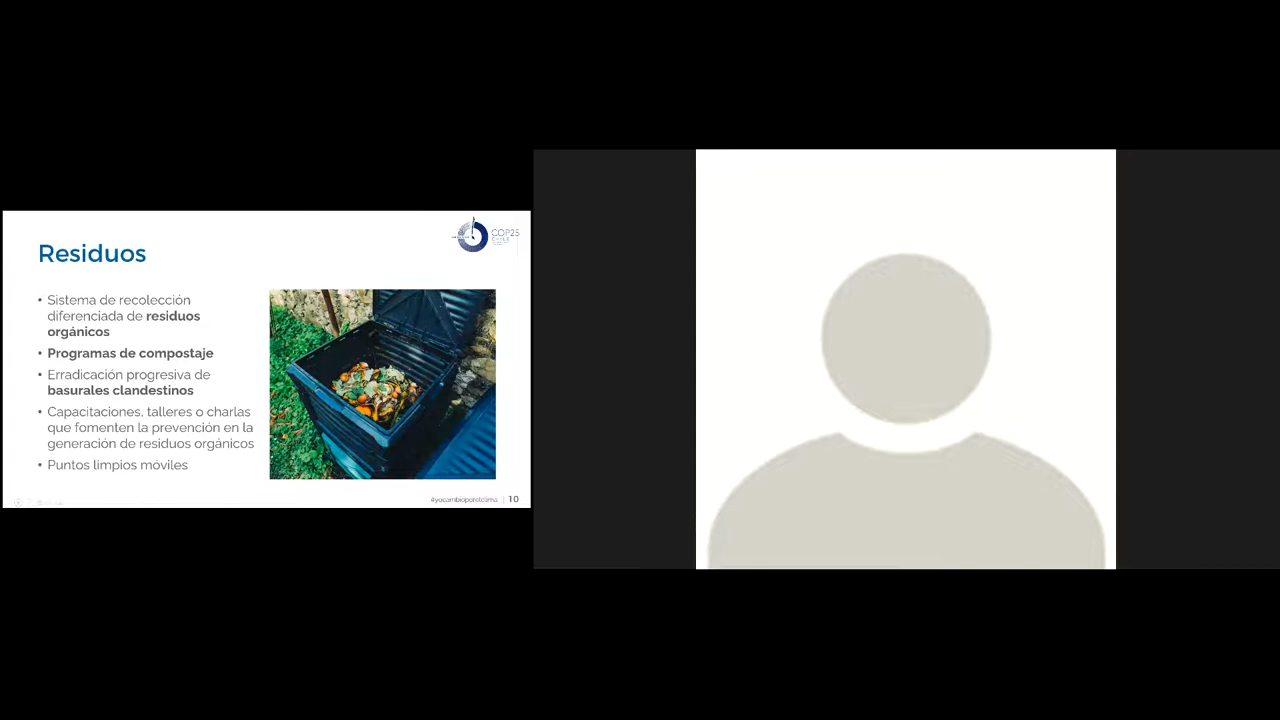 COP25
CHILE
Residuos
• Sistema de recolección
diferenciada de residuos
orgánicos
• Programas de compostaje
• Erradicación progresiva de
basurales clandestinos
• Capacitaciones, talleres o charlas
que fomenten la prevención en la
generación de residuos orgánicos
• Puntos limpios móviles
#yocambioporelclima | 10